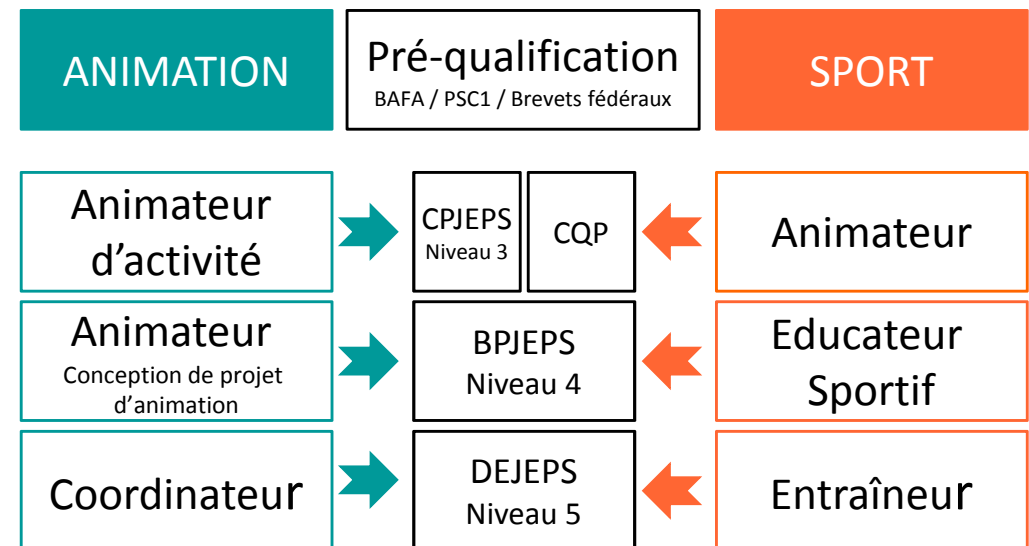 ANIMATION
Pré-qualification
BAFA / PSC1 / Brevets fédéraux
SPORT
Animateur
d’activité
CPJEPS
Niveau 3
CQP
Animateur
Animateur
Conception de projet
d’animation
BPJEPS
Niveau 4
Educateur
Sportif
Coordinateur
DEJEPS
Niveau 5
Entraîneur